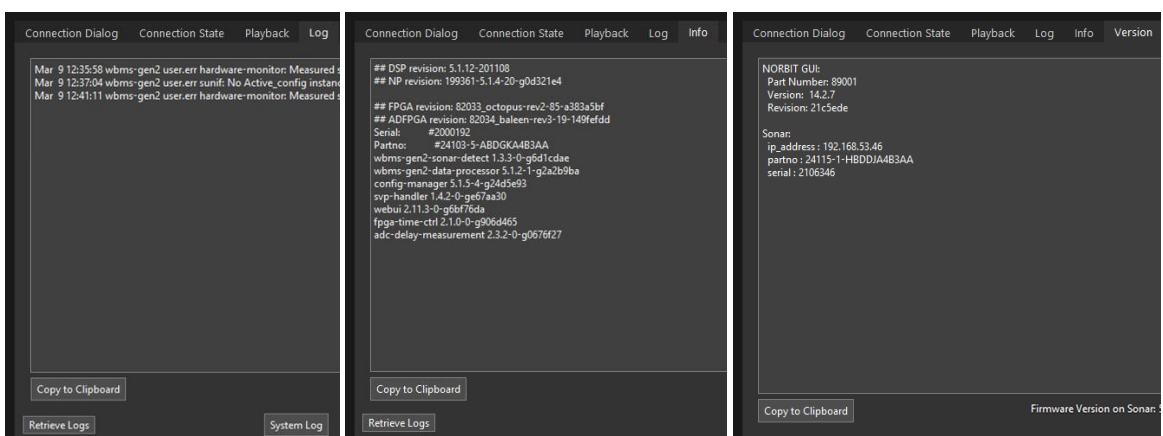 Connection Dialog Connection State Playback Log
Mar 9 12:35:58 wbms-gen2 user.err hardware-monitor: Measured
Mar 9 12:37:04 wbms-gen2 user.err sunif: No Active_config
Mar 9 12:41:11 wbms-gen2 user.err hardware-monitor: Measured
Copy to Clipboard
Retrieve Logs System Log
Connection Dialog Connection State Playback Log Info
## DSP revision: 5.1.12-201108
## NP revision: 199361-5.1.4-20-g0d321e4
## FPGA revision: 82033_octopus-rev2-85-a383a5bf
## ADFPGA revision: 82034_baleen-rev3-19-149fefdd
Serial: #2000192
Partno: #24103-5-ABDGKA4B3AA
wbms-gen2-sonar-detect 1.3.3-0-g6d1cdae
wbms-gen2-data-processor 5.1.2-1-g2a2b9ba
config-manager 5.1.5-4-g24d5e93
svp-handler 1.4.2-0-ge67aa30
webui 2.11.3-0-g6bf76da
fpga-time-ctrl 2.1.0-0-g906d465
adc-delay-measurement 2.3.2-0-g0676f27
Copy to Clipboard
Retrieve Logs
Connection Dialog Connection State Playback Log Info Version
NORBIT GUI:
Part Number: 89001
Version: 14.2.7
Revision: 21c5ede
Sonar:
ip_address : 192.168.53.46
partno : 24115-1-HBDDJA4B3AA
serial : 2106346
Copy to Clipboard Firmware Version on Sonar: